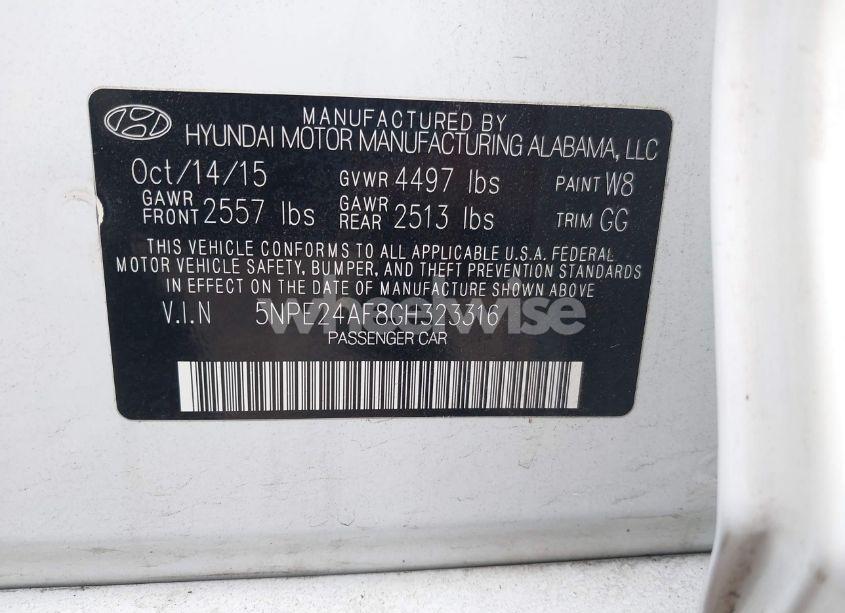 MANUFACTURED BY
HYUNDAI MOTOR MANUFACTURING ALABAMA, LLC
Oct/14/15 GVWR 4497 lbs PAINT W8
GAWR FRONT 2557 lbs GAWR REAR 2513 lbs TRIM GG
THIS VEHICLE CONFORMS TO ALL APPLICABLE U.S.A. FEDERAL
MOTOR VEHICLE SAFETY, BUMPER, AND THEFT PREVENTION STANDARDS
IN EFFECT ON THE DATE OF MANUFACTURE SHOWN ABOVE.
V.I.N 5NPE24AF8GH323316
wheelwise
PASSENGER CAR